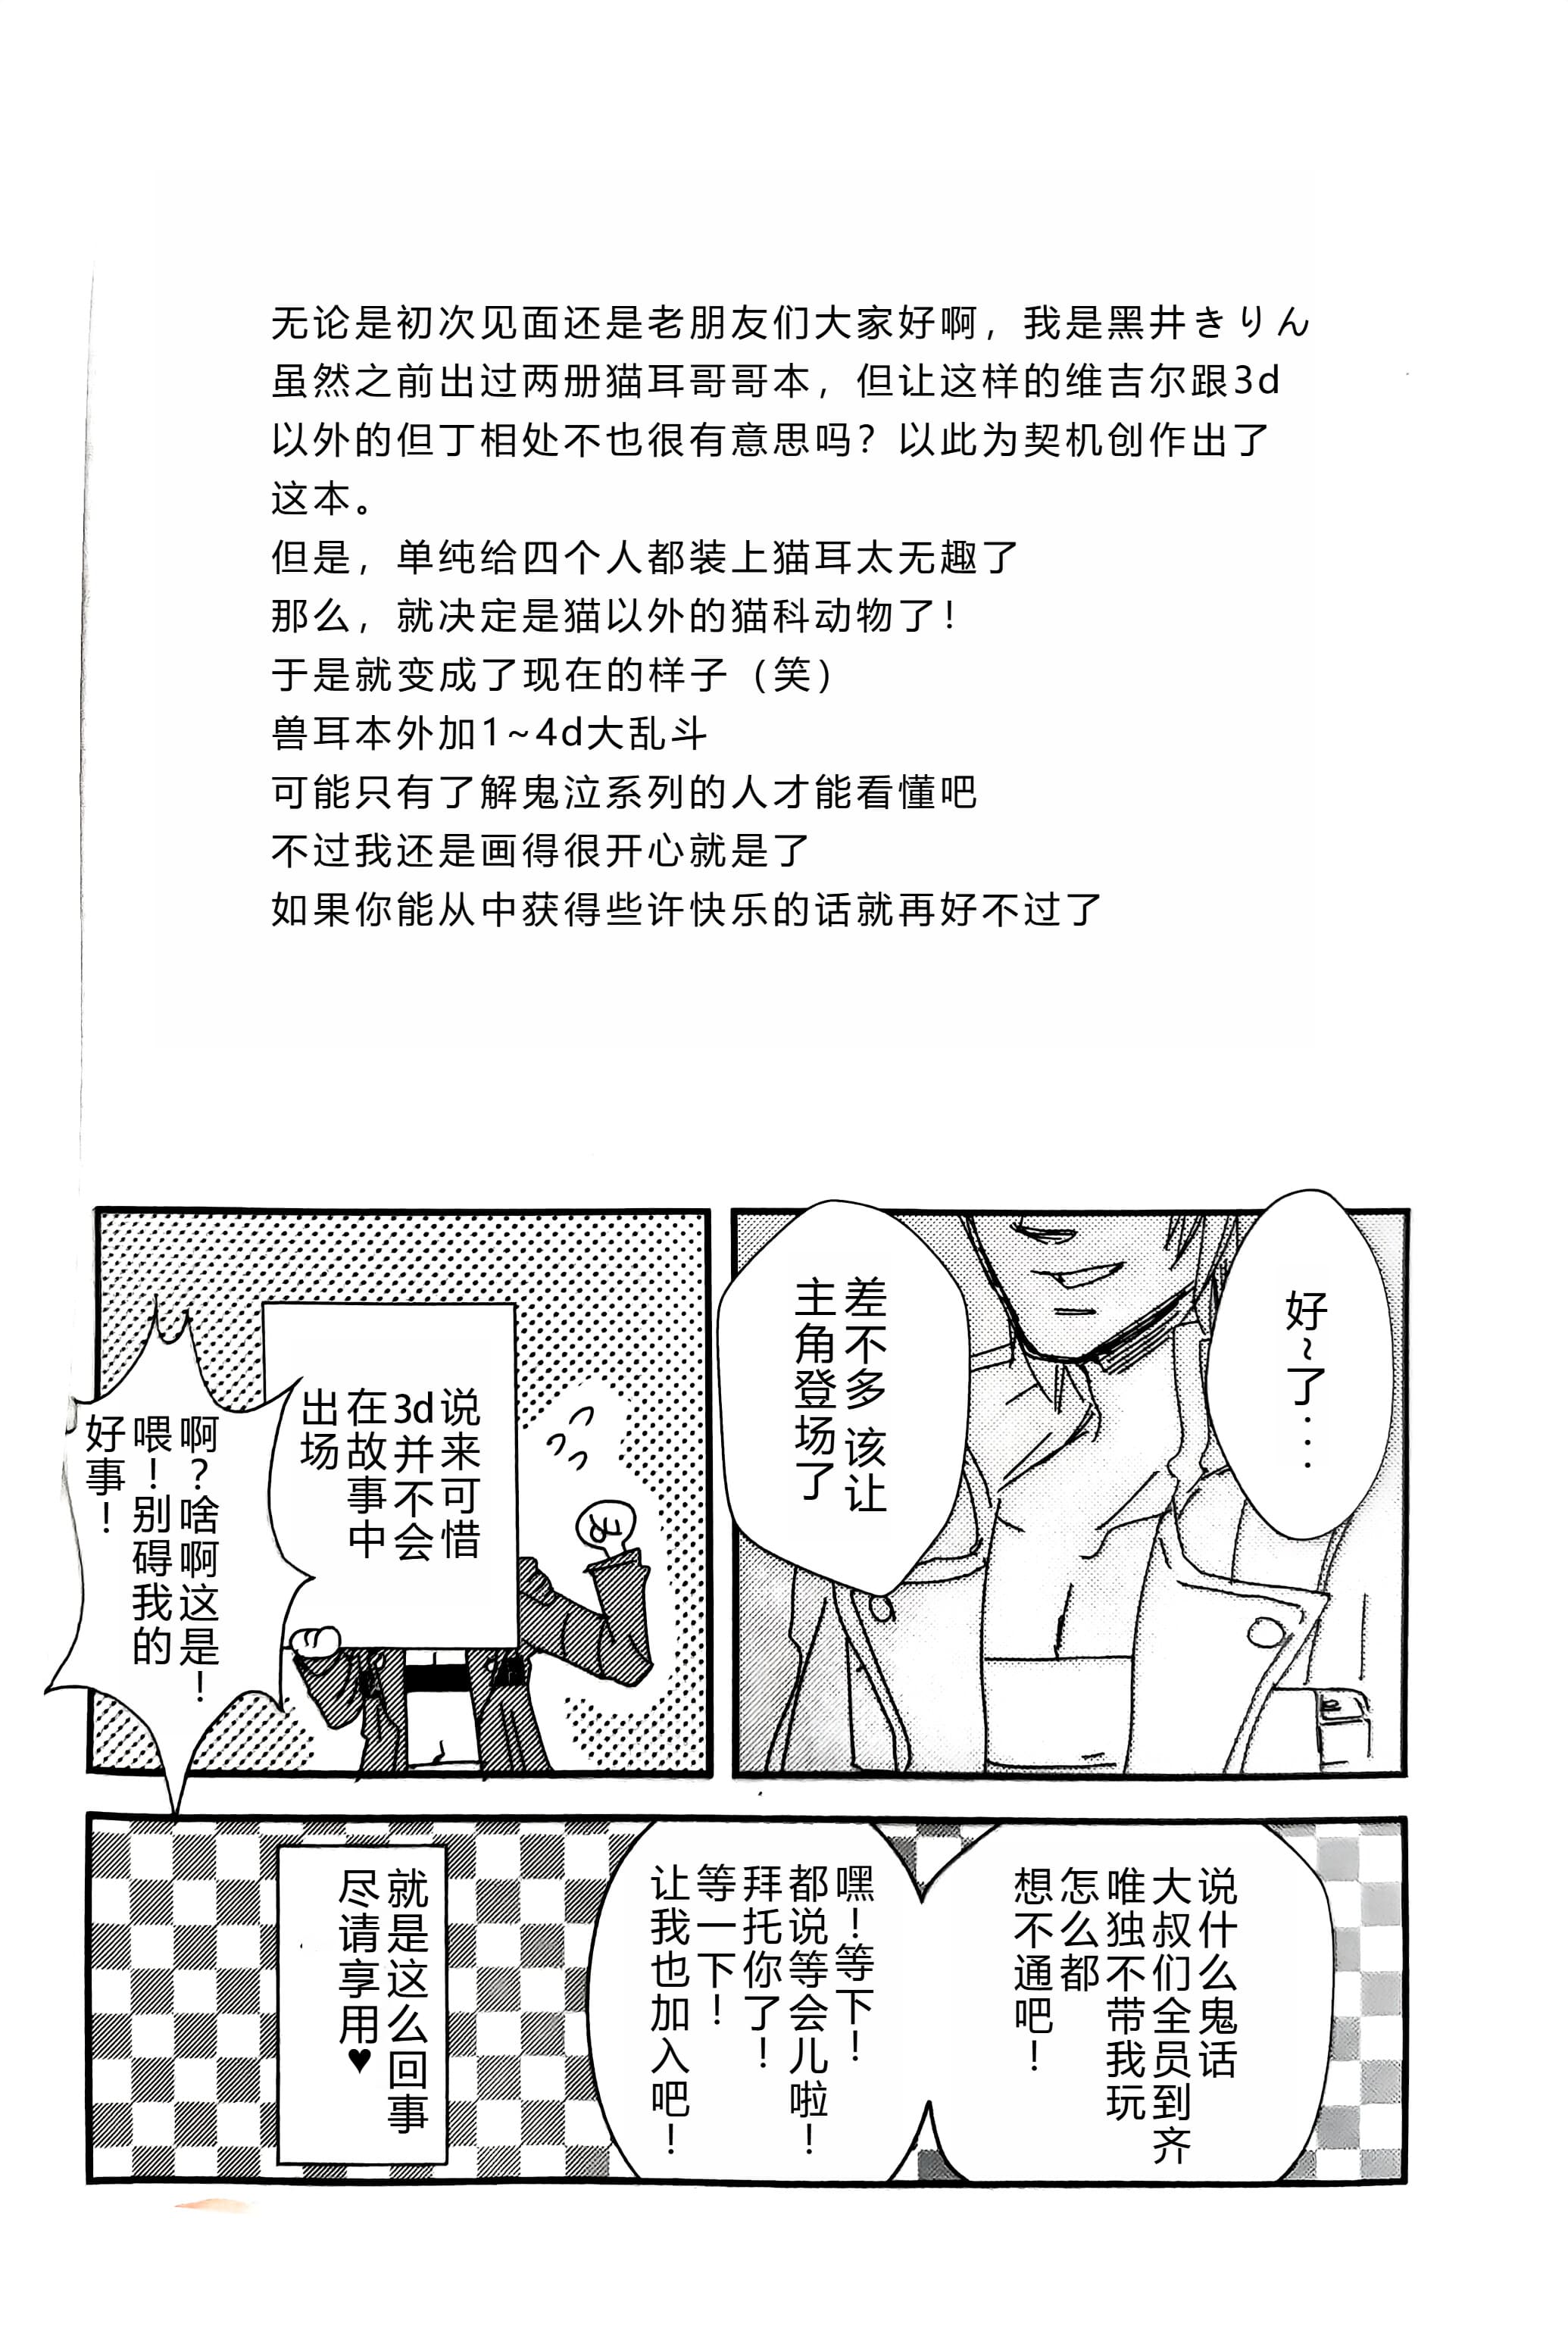 无论是初次见面还是老朋友们大家好啊，我是黑井きりん
虽然之前出过两册猫耳哥哥本，但让这样的维吉尔跟3d
以外的但丁相处不也很有意思吗？以此为契机创作出了
这本。
但是，单纯给四个人都装上猫耳太无趣了
那么，就决定是猫以外的猫科动物了！
于是就变成了现在的样子（笑）
兽耳本外加1~4d大乱斗
可能只有了解鬼泣系列的人才能看懂吧
不过我还是画得很开心就是了
如果你能从中获得些许快乐的话就再好不过了
好~了...
差不多 该让
主角登场了
说来可惜
3d并不会
在故事中
出场
啊？啥啊这是！
喂！别碍我的
好事！
说什么鬼话
大叔们全员到齐
唯独不带我玩
怎么都
想不通吧！
嘿！等下！
都说等会儿啦！
拜托你了！
等一下！
让我也加入吧！
就是这么回事
尽请享用♥